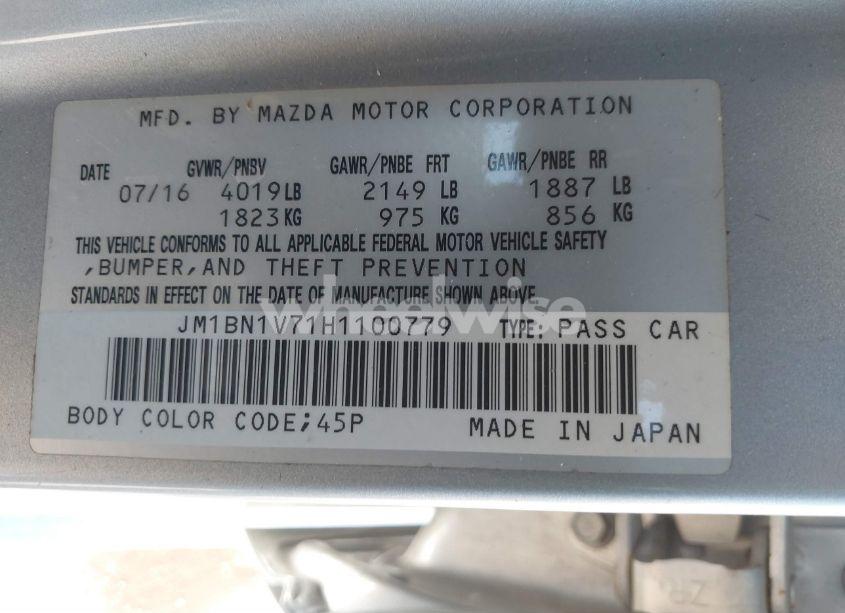 MFD. BY MAZDA MOTOR CORPORATION
DATE GVWR/PNBV GAWR/PNBE FRT GAWR/PNBE RR
07/16 4019LB 2149 LB 1887 LB
1823KG 975 KG 856 KG
THIS VEHICLE CONFORMS TO ALL APPLICABLE FEDERAL MOTOR VEHICLE SAFETY
,BUMPER,AND THEFT PREVENTION
STANDARDS IN EFFECT ON THE DATE OF MANUFACTURE SHOWN ABOVE.
wheelwise
JM1BN1V71H1100779 TYPE: PASS CAR
BODY COLOR CODE;45P MADE IN JAPAN